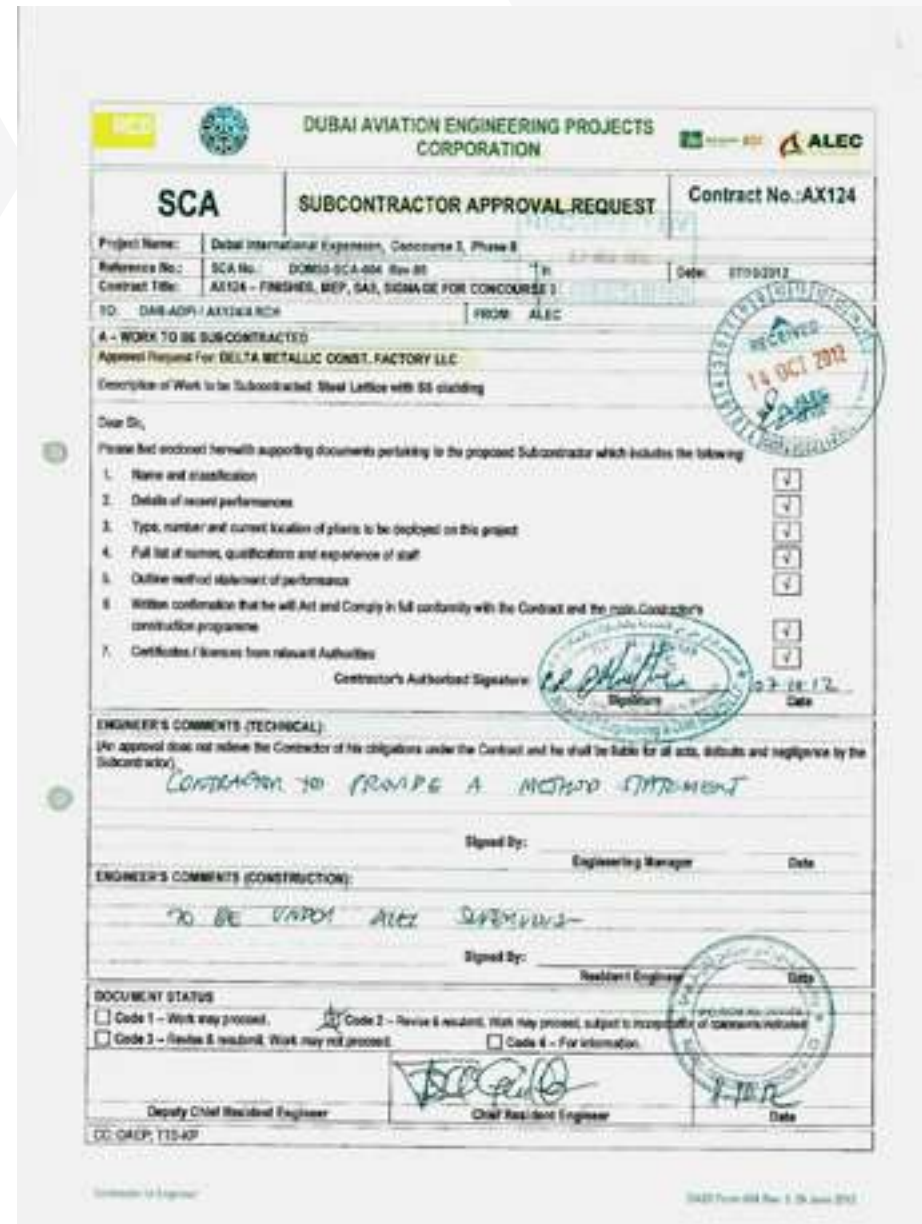 DUBAI AVIATION ENGINEERING PROJECTS
CORPORATION
ALEC
SCA
SUBCONTRACTOR APPROVAL REQUEST
Contract No.:AX124
Project Name: Dubai International Expansion, Concourse 3, Phase
Reference No.: SCA No.:
Date: 07/10/2012
Contract Title: AX124 – FINISHES, MEP, SAS, SIGNAGE FOR CONCOURSE 3
TO:
FROM: ALEC
A – WORK TO BE SUBCONTRACTED
Approval Request For: DELTA METALLIC CONST. FACTORY LLC
Description of Work to be Subcontracted: Steel Lattice with SS cladding
RECEIVED
14 OCT 2012
Dear Sir,
Please find enclosed herewith supporting documents pertaining to the proposed Subcontractor which includes the following:
1. Name and classification √
2. Details of recent performances √
3. Type, number and current location of plants to be deployed on this project √
4. Full list of names, qualifications and experience of staff √
5. Outline method statement of performance √
6 Written confirmation that he will Act and Comply in full conformity with the Contract and the main Contractor's
construction programme √
7. Certificates / licenses from relevant Authorities √
Contractor's Authorized Signature:
Signature
Date
ENGINEER'S COMMENTS (TECHNICAL):
(An approval does not relieve the Contractor of his obligations under the Contract and he shall be liable for all acts, defaults and negligence by the
Subcontractor).
CONTRACTOR TO PROVIDE A METHOD STATEMENT
Signed By:
Engineering Manager Date
ENGINEER'S COMMENTS (CONSTRUCTION):
TO BE UNDER ALEC
Signed By:
Resident Engineer Date
DOCUMENT STATUS
Code 1 – Work may proceed. Code 2 – Revise & resubmit. Work may proceed, subject to incorporation of comments indicated
Code 3 – Revise & resubmit. Work may not proceed. Code 4 – For information.
Deputy Chief Resident Engineer
Chief Resident Engineer
Date